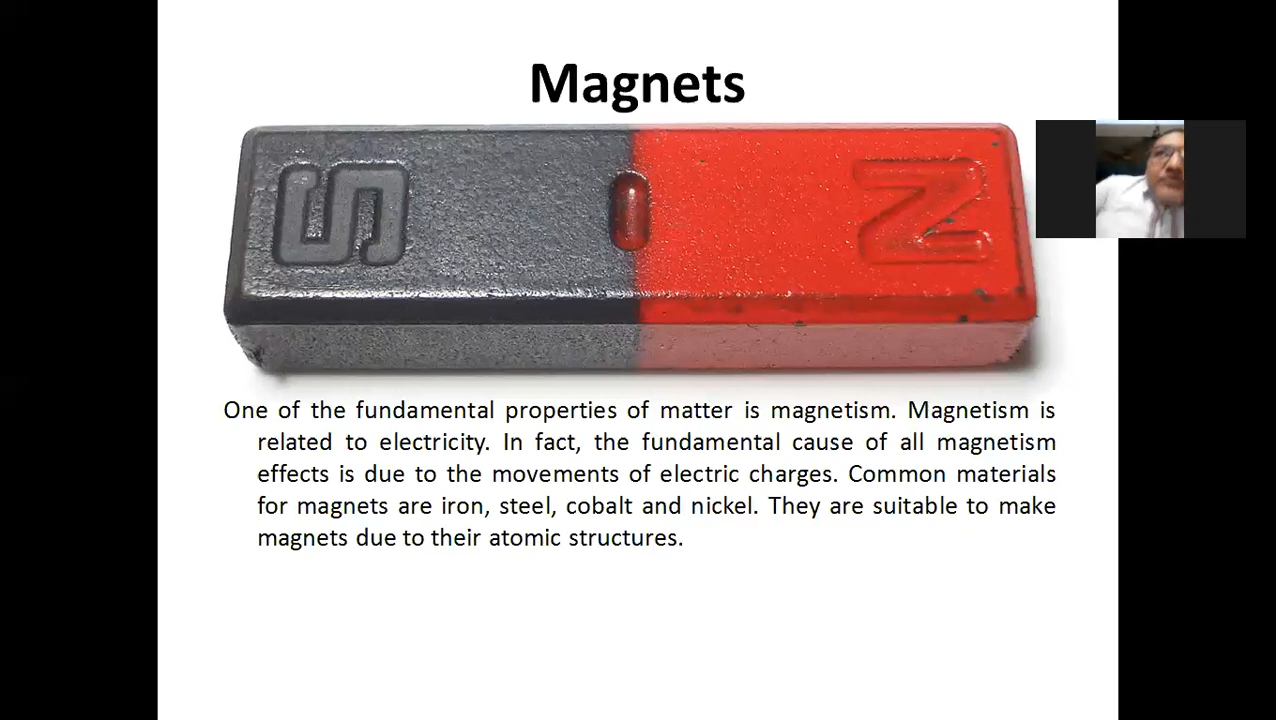 Magnets
S N
One of the fundamental properties of matter is magnetism. Magnetism is
related to electricity. In fact, the fundamental cause of all magnetism
effects is due to the movements of electric charges. Common materials
for magnets are iron, steel, cobalt and nickel. They are suitable to make
magnets due to their atomic structures.